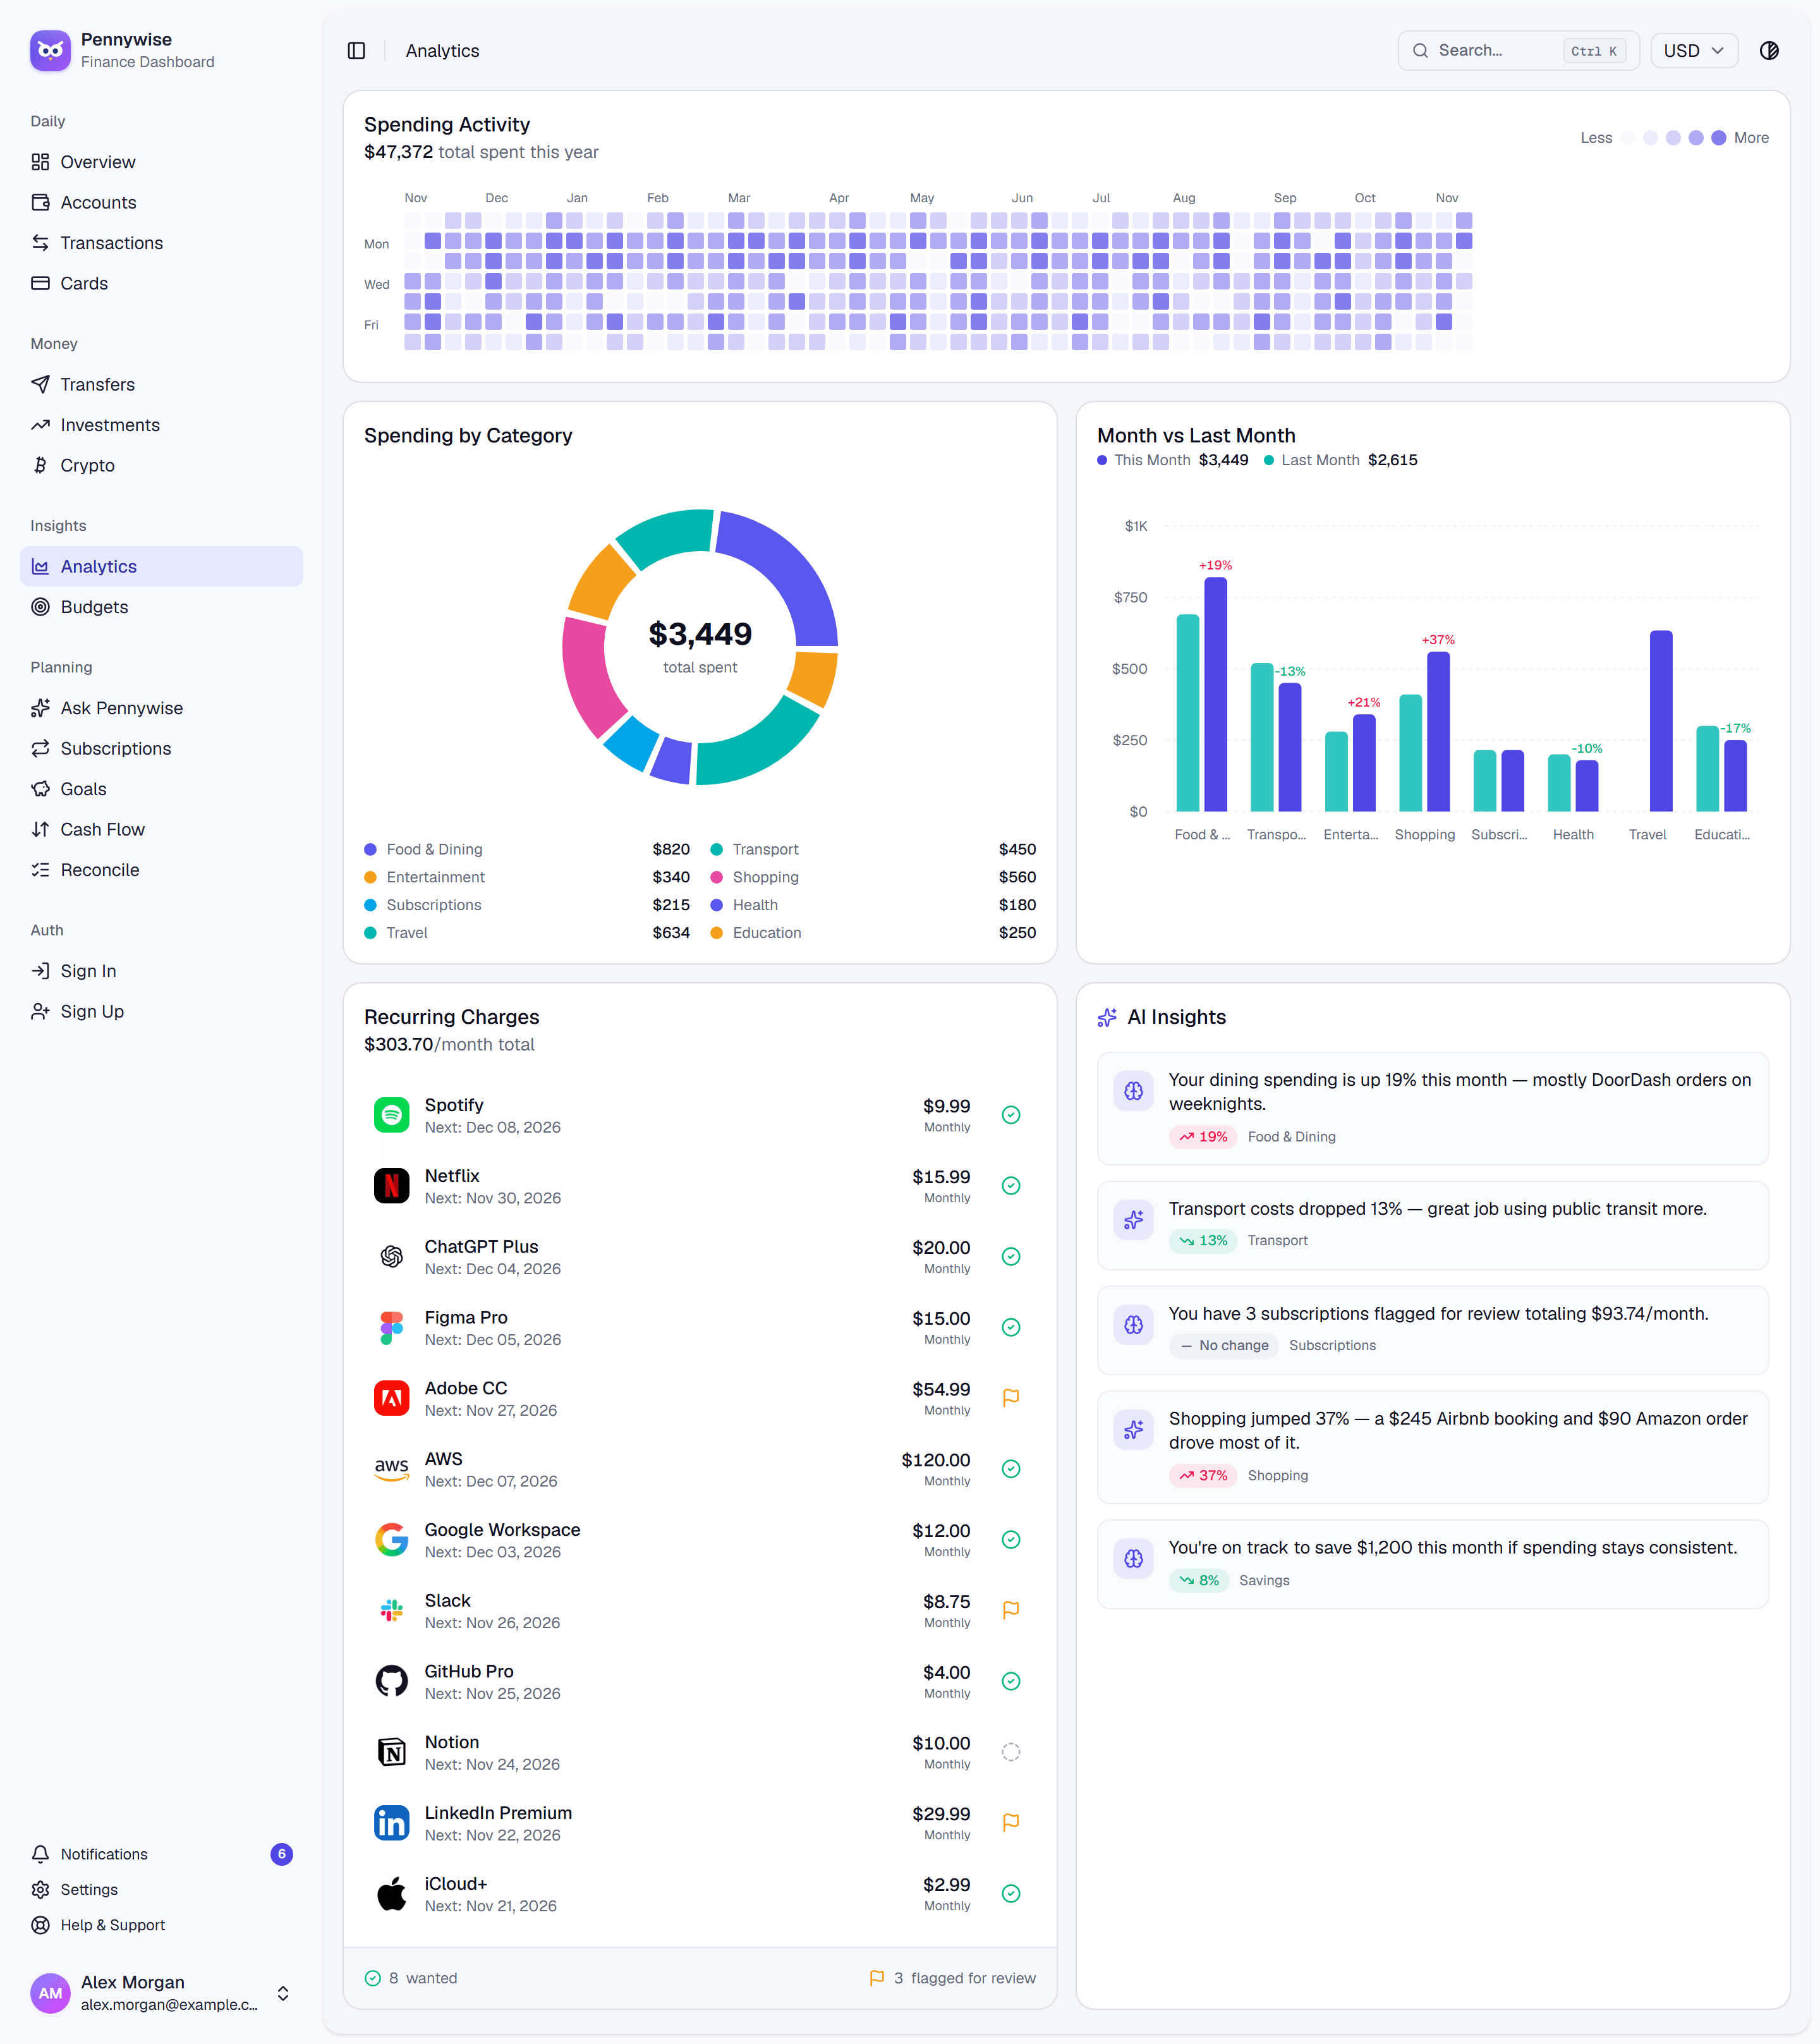 Pennywise
Finance Dashboard
Daily
Overview
Accounts
Transactions
Cards
Money
Transfers
Investments
Crypto
Insights
Analytics
Budgets
Planning
Ask Pennywise
Subscriptions
Goals
Cash Flow
Reconcile
Auth
Sign In
Sign Up
Notifications 6
Settings
Help & Support
AM
Alex Morgan
alex.morgan@example.c...
Analytics
Search... Ctrl K
USD
Spending Activity
$47,372 total spent this year
Less More
Nov Dec Jan Feb Mar Apr May Jun Jul Aug Sep Oct Nov
Mon
Wed
Fri
Spending by Category
$3,449
total spent
Food & Dining $820 Transport $450
Entertainment $340 Shopping $560
Subscriptions $215 Health $180
Travel $634 Education $250
Month vs Last Month
This Month $3,449 Last Month $2,615
$1K
$750
$500
$250
$0
+19%
-13%
+21%
+37%
-10%
-17%
Food & ... Transpo... Enterta... Shopping Subscri... Health Travel Educati...
Recurring Charges
$303.70/month total
Spotify $9.99
Next: Dec 08, 2026 Monthly
Netflix $15.99
Next: Nov 30, 2026 Monthly
ChatGPT Plus $20.00
Next: Dec 04, 2026 Monthly
Figma Pro $15.00
Next: Dec 05, 2026 Monthly
Adobe CC $54.99
Next: Nov 27, 2026 Monthly
aws
AWS $120.00
Next: Dec 07, 2026 Monthly
Google Workspace $12.00
Next: Dec 03, 2026 Monthly
Slack $8.75
Next: Nov 26, 2026 Monthly
GitHub Pro $4.00
Next: Nov 25, 2026 Monthly
Notion $10.00
Next: Nov 24, 2026 Monthly
in
LinkedIn Premium $29.99
Next: Nov 22, 2026 Monthly
iCloud+ $2.99
Next: Nov 21, 2026 Monthly
8 wanted
3 flagged for review
AI Insights
Your dining spending is up 19% this month — mostly DoorDash orders on
weeknights.
19% Food & Dining
Transport costs dropped 13% — great job using public transit more.
13% Transport
You have 3 subscriptions flagged for review totaling $93.74/month.
No change Subscriptions
Shopping jumped 37% — a $245 Airbnb booking and $90 Amazon order
drove most of it.
37% Shopping
You're on track to save $1,200 this month if spending stays consistent.
8% Savings